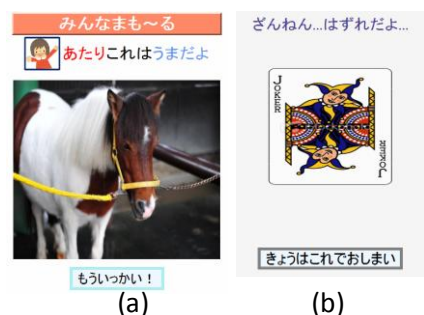 みんなまも～る
あたりこれはうまだよ
もういっかい！
(a)
ざんねん...はずれだよ...
JOKER
JOKER
きょうはこれでおしまい
(b)